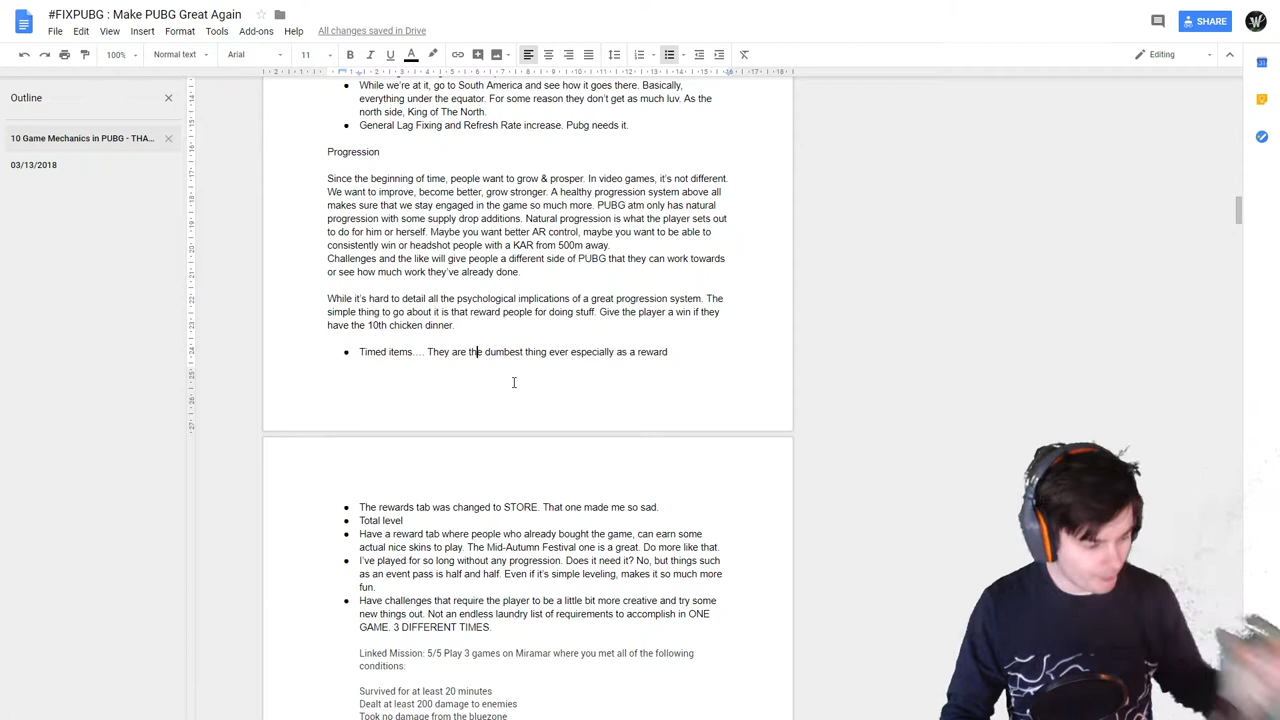 #FIXPUBG : Make PUBG Great Again
File Edit View Insert Format Tools Add-ons Help All changes saved in Drive
SHARE
100% Normal text Arial 11 Editing
Outline
10 Game Mechanics in PUBG - THA...
03/13/2018
While we're at it, go to South America and see how it goes there. Basically,
everything under the equator. For some reason they don't get as much luv. As the
north side, King of The North.
General Lag Fixing and Refresh Rate increase. Pubg needs it.
Progression
Since the beginning of time, people want to grow & prosper. In video games, it's not different.
We want to improve, become better, grow stronger. A healthy progression system above all
makes sure that we stay engaged in the game so much more. PUBG atm only has natural
progression with some supply drop additions. Natural progression is what the player sets out
to do for him or herself. Maybe you want better AR control, maybe you want to be able to
consistently win or headshot people with a KAR from 500m away.
Challenges and the like will give people a different side of PUBG that they can work towards
or see how much work they've already done.
While it's hard to detail all the psychological implications of a great progression system. The
simple thing to go about it is that reward people for doing stuff. Give the player a win if they
have the 10th chicken dinner.
Timed items.... They are the dumbest thing ever especially as a reward
The rewards tab was changed to STORE. That one made me so sad.
Total level
Have a reward tab where people who already bought the game, can earn some
actual nice skins to play. The Mid-Autumn Festival one is a great. Do more like that.
I've played for so long without any progression. Does it need it? No, but things such
as an event pass is half and half. Even if it's simple leveling, makes it so much more
fun.
Have challenges that require the player to be a little bit more creative and try some
new things out. Not an endless laundry list of requirements to accomplish in ONE
GAME. 3 DIFFERENT TIMES.
Linked Mission: 5/5 Play 3 games on Miramar where you met all of the following
conditions:
Survived for at least 20 minutes
Dealt at least 200 damage to enemies
Took no damage from the bluezone